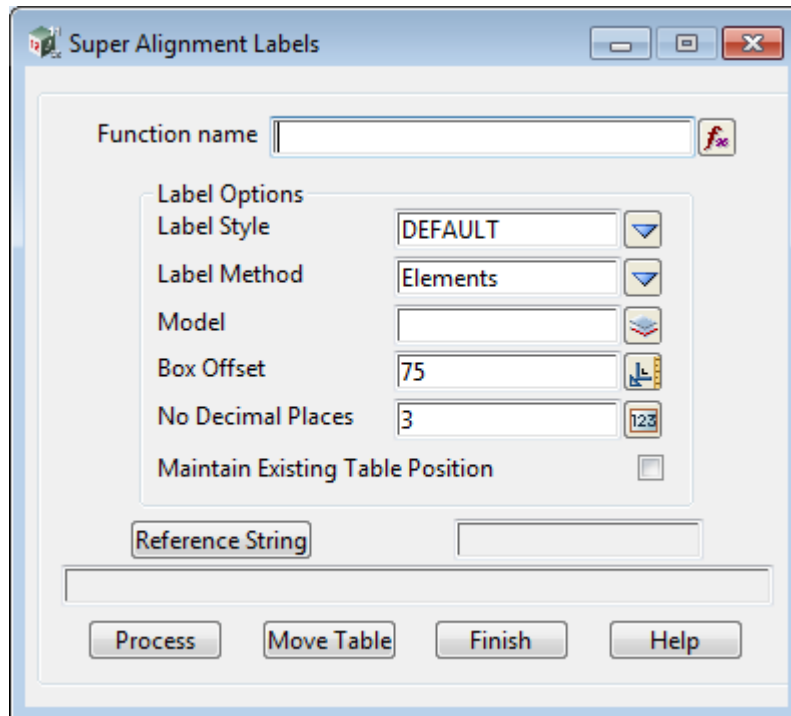 Super Alignment Labels
Function name
Label Options
Label Style DEFAULT
Label Method Elements
Model
Box Offset 75
No Decimal Places 3 123
Maintain Existing Table Position
Reference String
Process Move Table Finish Help